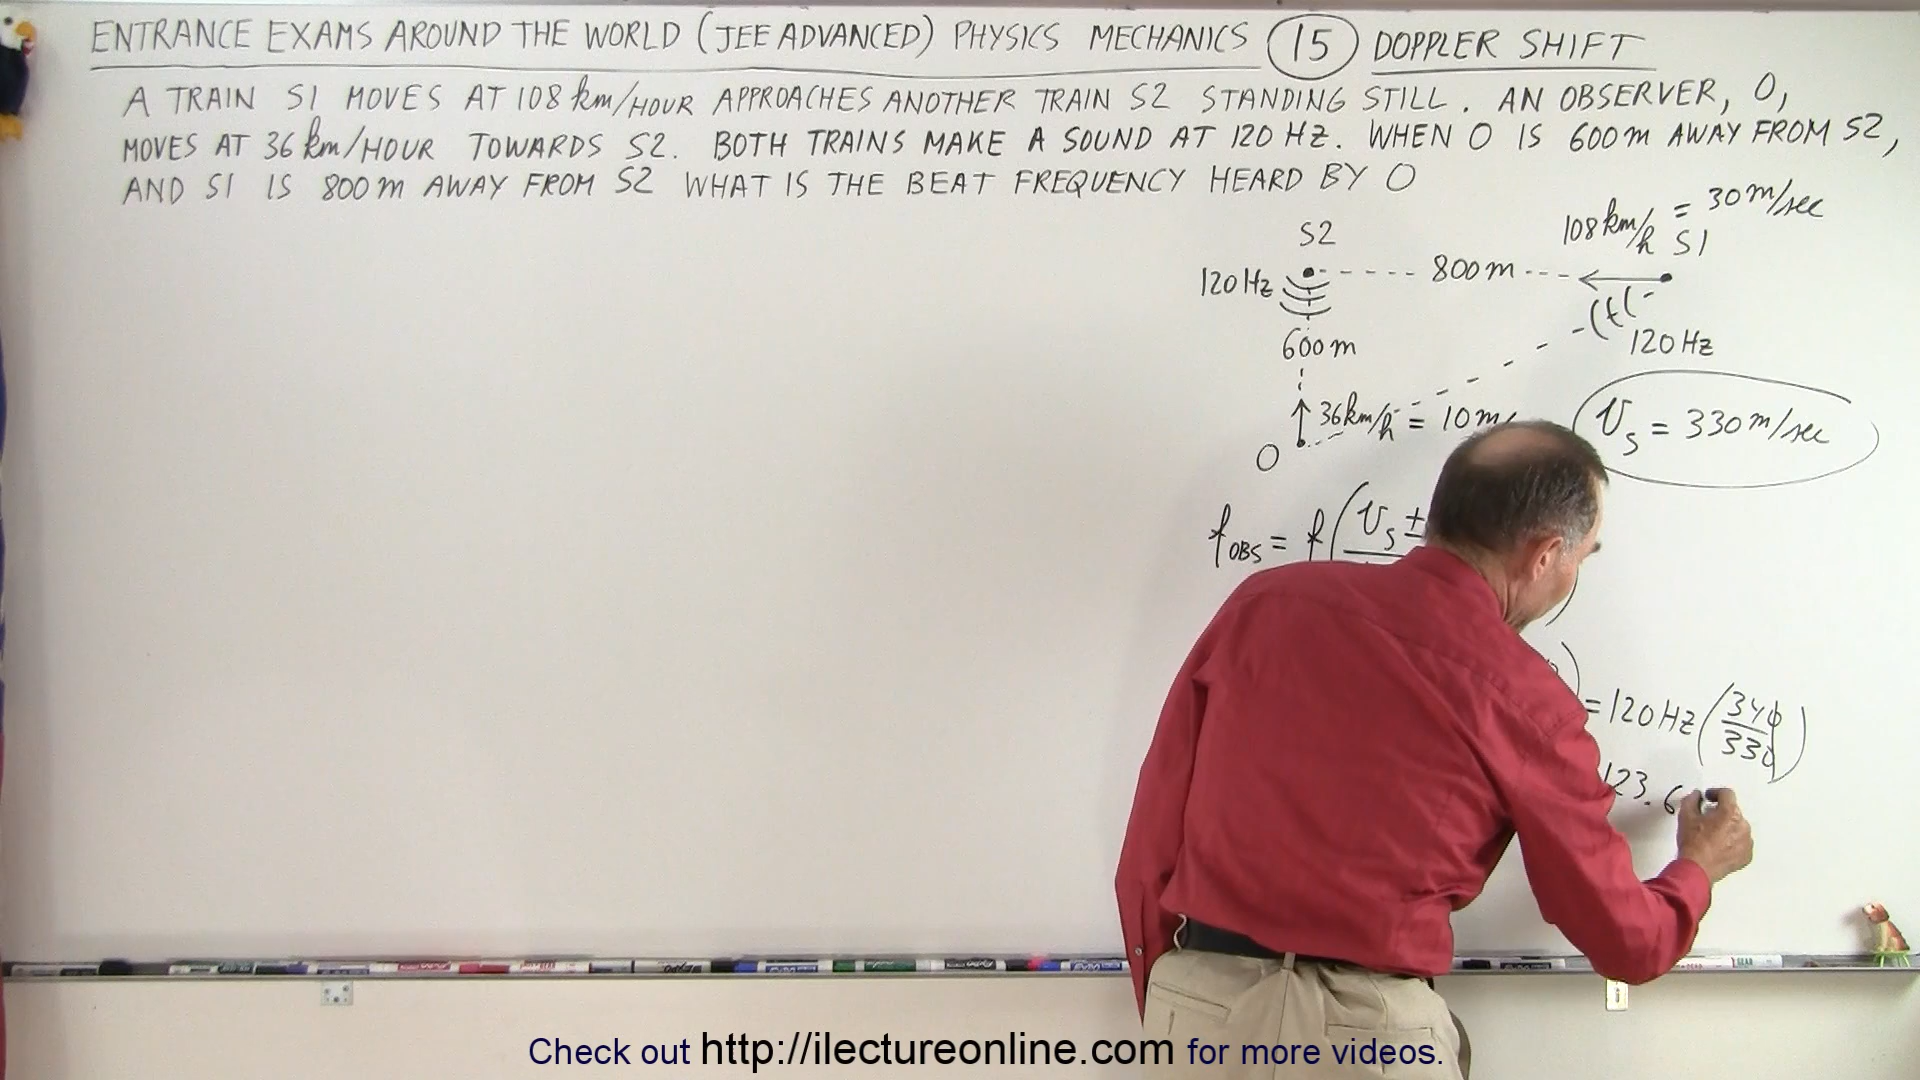 ENTRANCE EXAMS AROUND THE WORLD (JEE ADVANCED) PHYSICS MECHANICS 15 DOPPLER SHIFT
A TRAIN S1 MOVES AT 108 km/HOUR APPROACHES ANOTHER TRAIN S2 STANDING STILL. AN OBSERVER, O,
MOVES AT 36 km/HOUR TOWARDS S2. BOTH TRAINS MAKE A SOUND AT 120 HZ. WHEN O IS 600 m AWAY FROM S2,
AND S1 IS 800 m AWAY FROM S2 WHAT IS THE BEAT FREQUENCY HEARD BY O
108 km/h = 30 m/sec
S2
S1
120 Hz
800 m
600 m
120 Hz
36 km/h = 10 m/
O
v_s = 330 m/sec
f_OBS = f (v_s ±
= 120 HZ (340/330)
123.6
Check out http://ilectureonline.com for more videos.